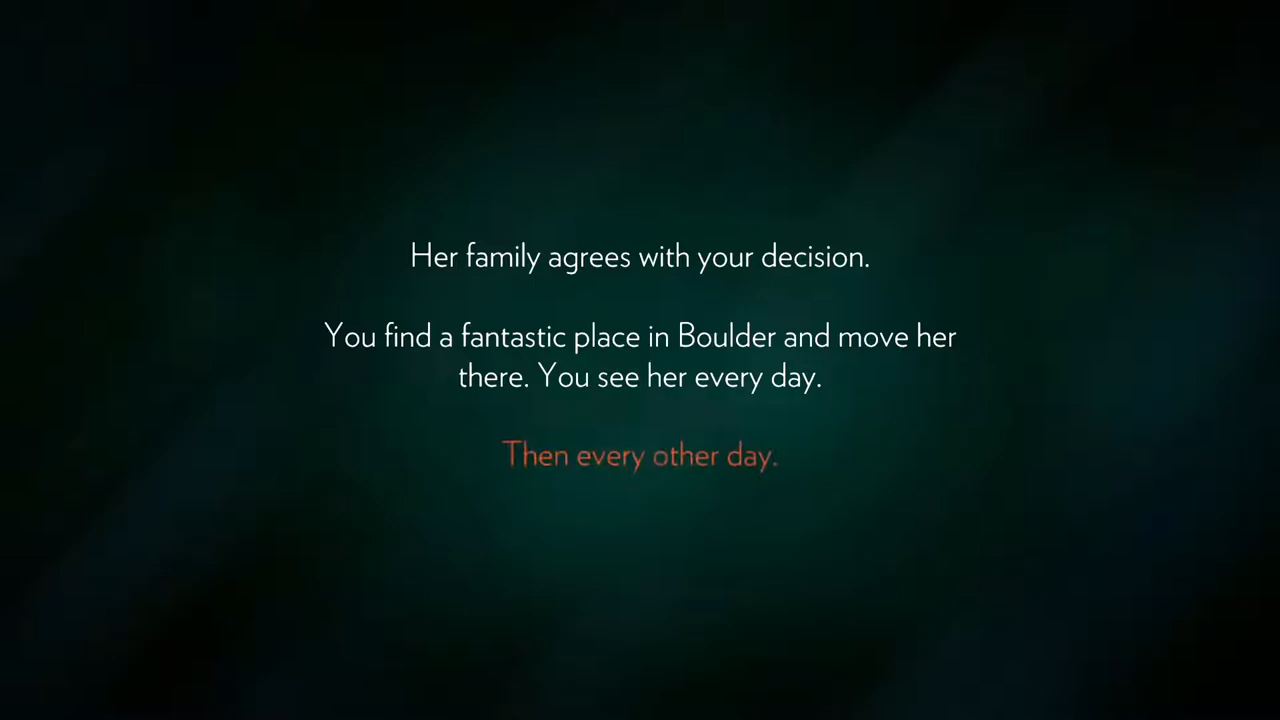 Her family agrees with your decision.
You find a fantastic place in Boulder and move her
there. You see her every day.
Then every other day.